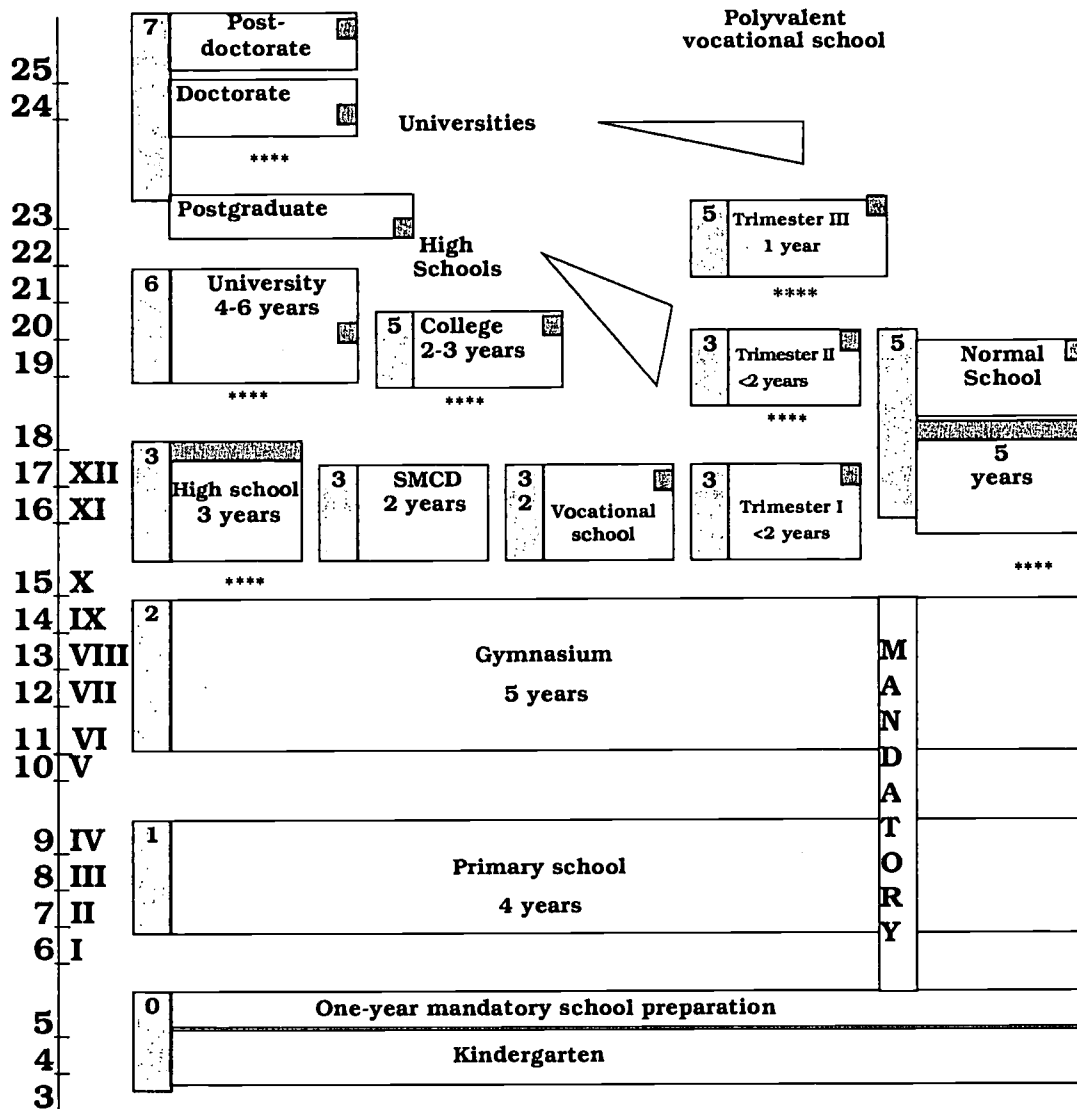 7
Post-
doctorate
Polyvalent
vocational school
25
24
Doctorate
Universities
****
23
Postgraduate
5
Trimester III
1 year
22
High
Schools
21
6
University
4-6 years
****
20
5
College
2-3 years
3
Trimester II
<2 years
5
Normal
School
19
****
****
****
18
3
5
years
17 XII
High school
3 years
3
SMCD
2 years
3
2
Vocational
school
3
Trimester I
<2 years
16 XI
15 X
****
****
14 IX
2
13 VIII
Gymnasium
12 VII
5 years
11 VI
10 V
9 IV
1
8 III
Primary school
7 II
4 years
6 I
MANDATORY
0
One-year mandatory school preparation
5
4
Kindergarten
3